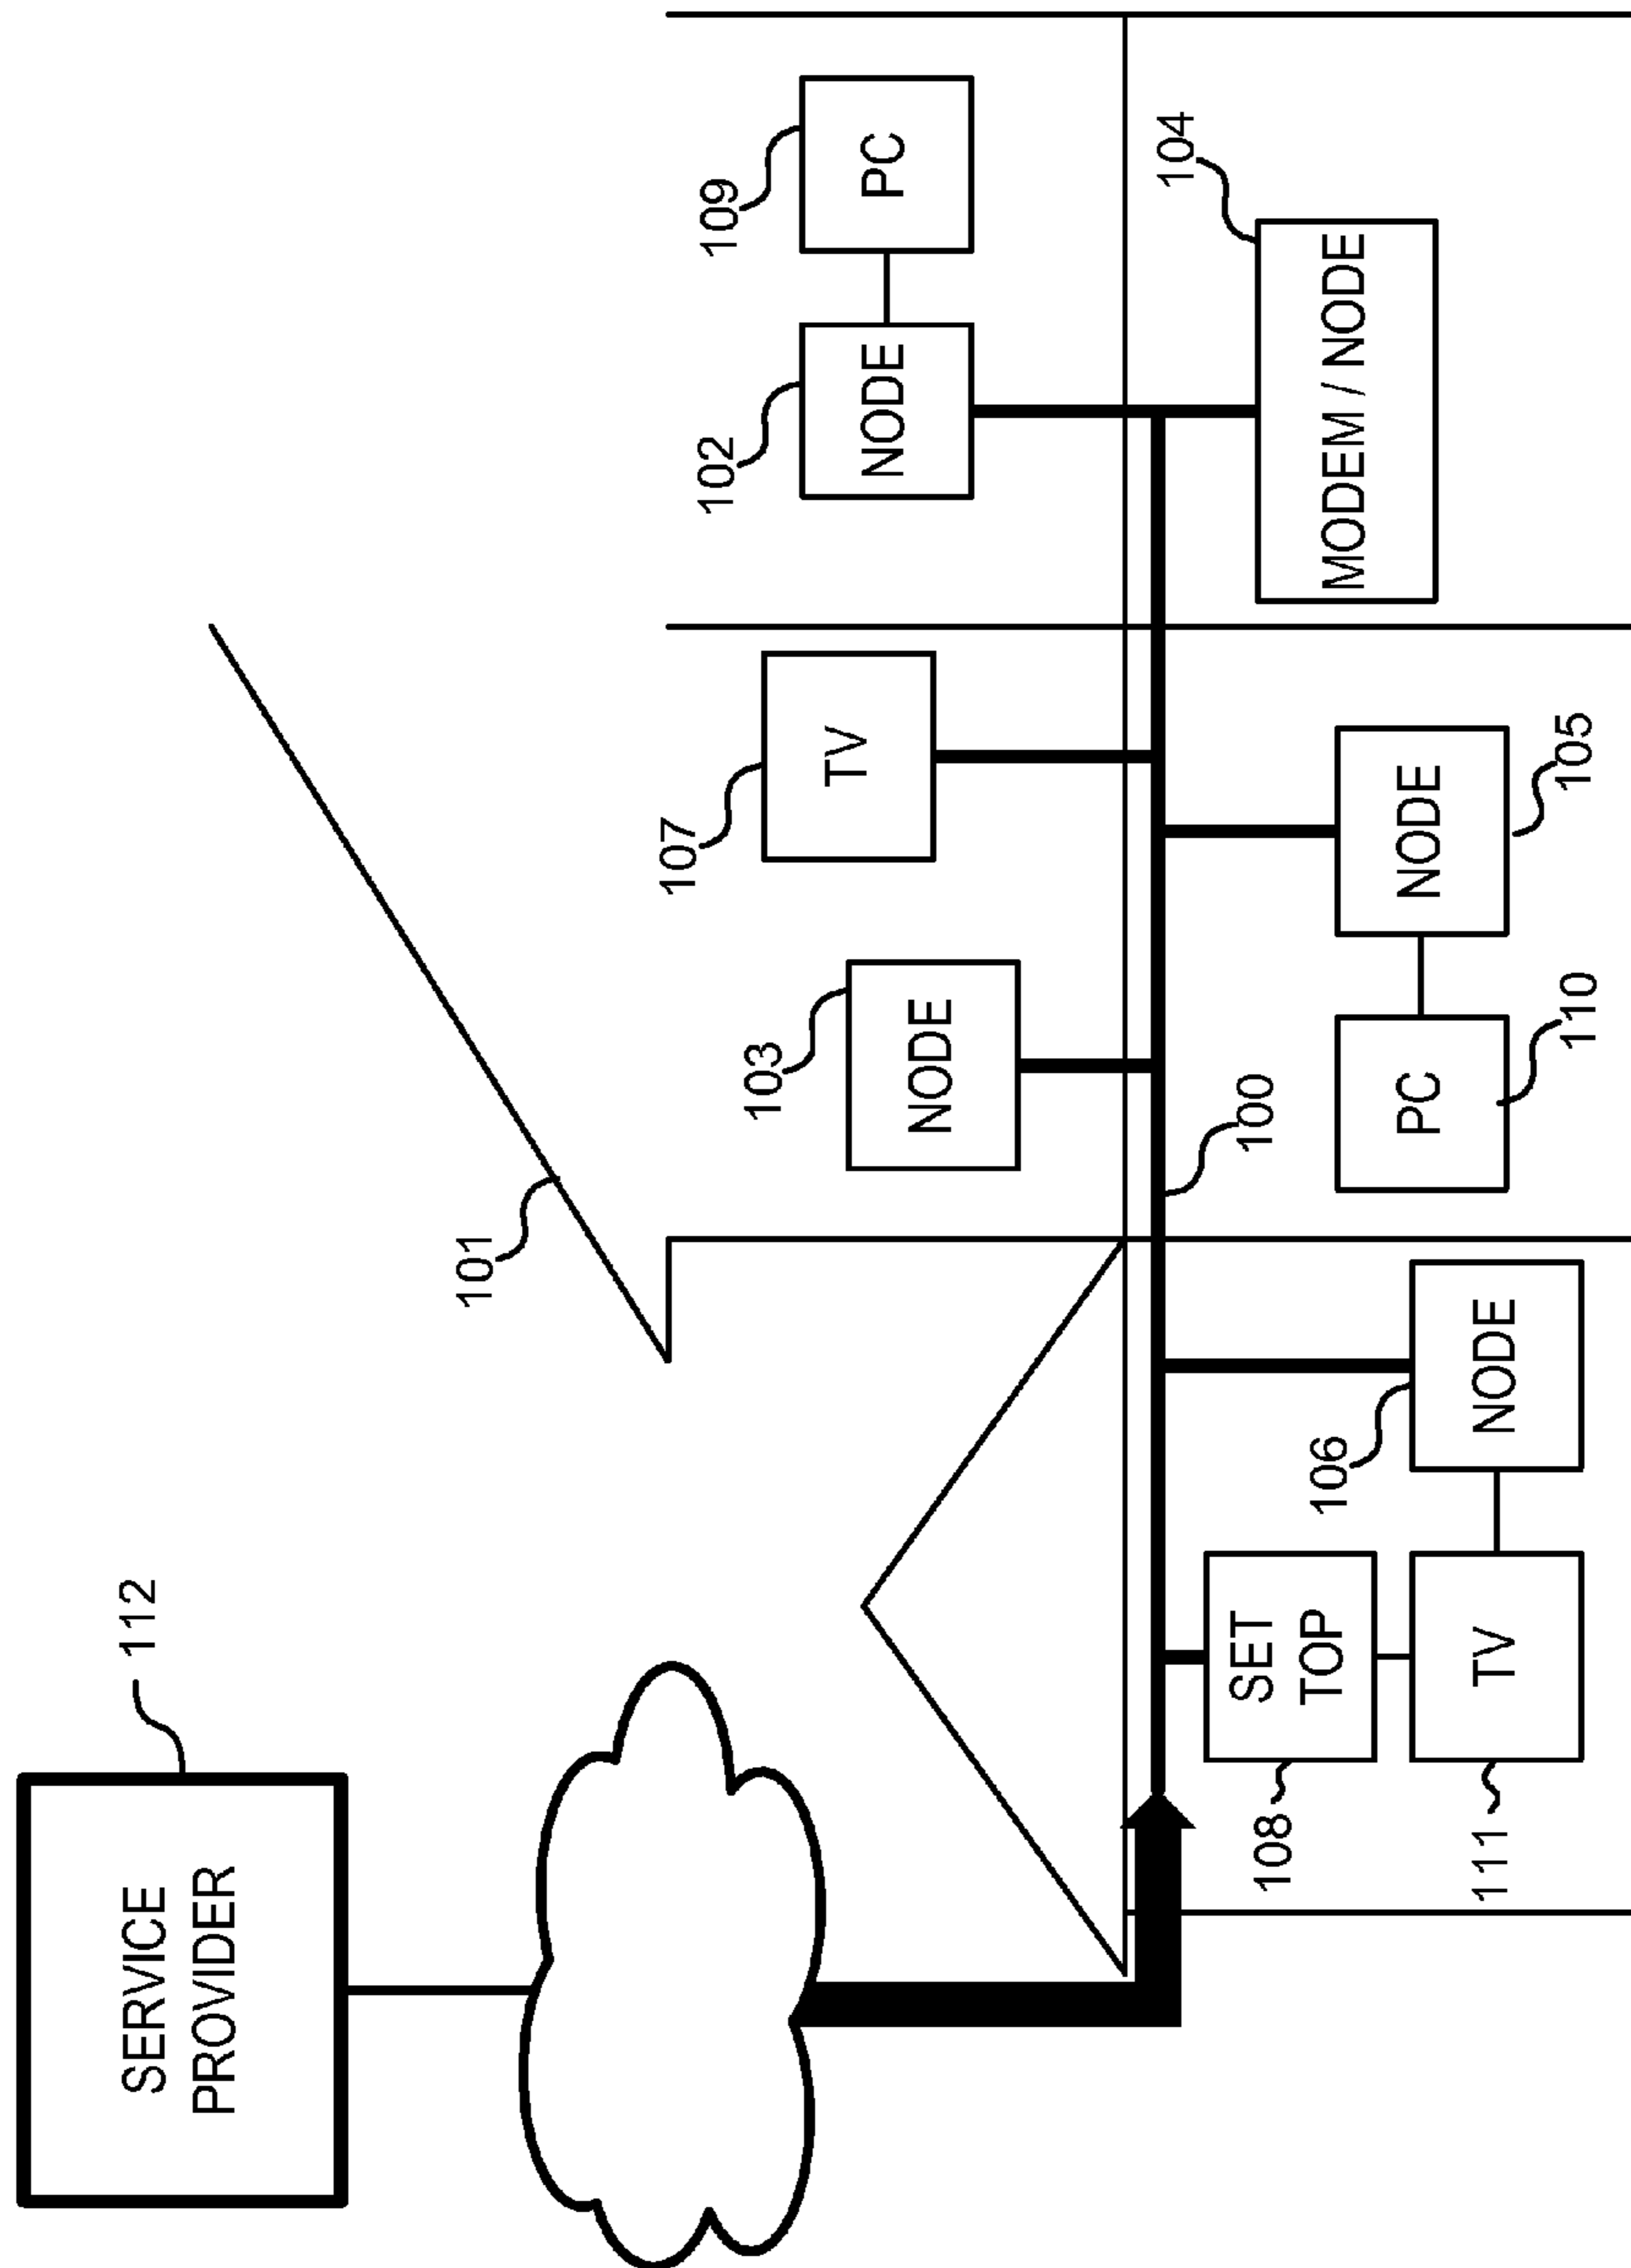 SERVICE
PROVIDER
112
101
109
PC
102
NODE
107
TV
103
NODE
104
MODEM / NODE
105
NODE
110
PC
100
106
NODE
108
SET
TOP
111
TV